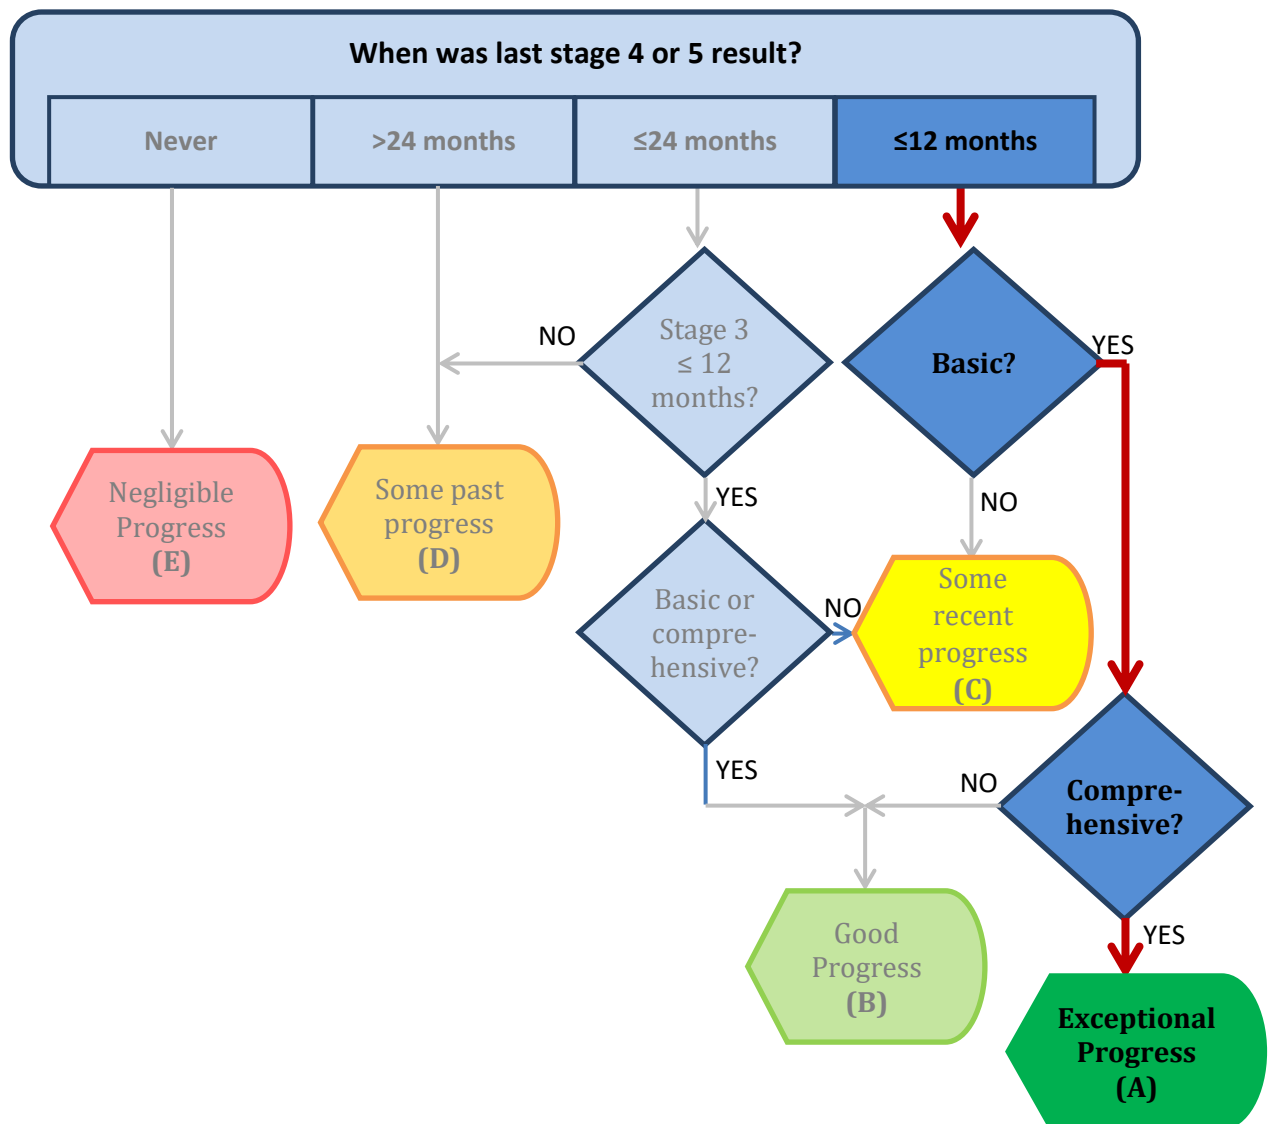 When was last stage 4 or 5 result?
Never
>24 months
≤24 months
≤12 months
Stage 3
≤ 12
months?
NO
YES
Basic?
YES
NO
Negligible
Progress
(E)
Some past
progress
(D)
Basic or
compre-
hensive?
NO
YES
Some
recent
progress
(C)
Compre-
hensive?
NO
YES
Good
Progress
(B)
Exceptional
Progress
(A)